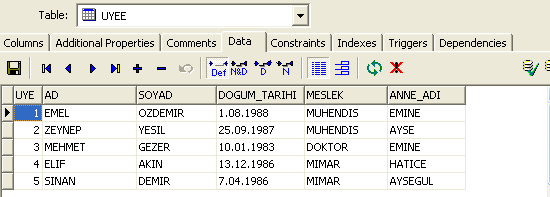 Table: UYEE
Columns Additional Properties Comments Data Constraints Indexes Triggers Dependencies
Def N&D D N
UYE AD SOYAD DOGUM_TARIHI MESLEK ANNE_ADI
1 EMEL OZDEMIR 1.08.1988 MUHENDIS EMINE
2 ZEYNEP YESIL 25.09.1987 MUHENDIS AYSE
3 MEHMET GEZER 10.01.1983 DOKTOR EMINE
4 ELIF AKIN 13.12.1986 MIMAR HATICE
5 SINAN DEMIR 7.04.1986 MIMAR AYSEGUL